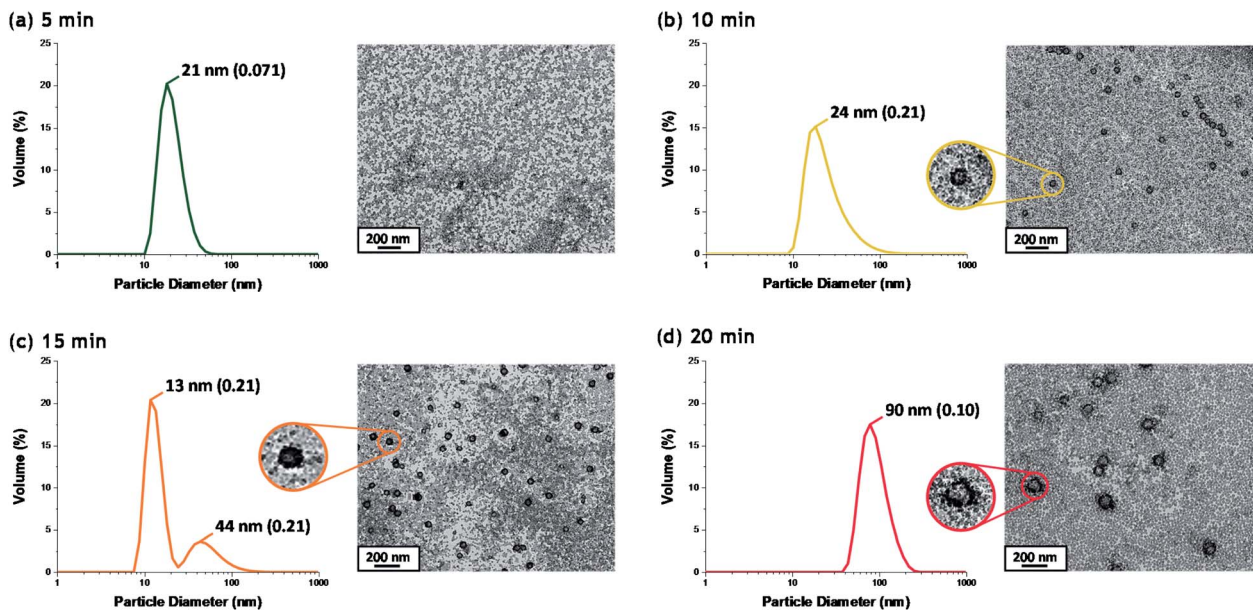 (a) 5 min
25
20
15
10
5
0
Volume (%)
21 nm (0.071)
1 10 100 1000
Particle Diameter (nm)
200 nm
(b) 10 min
25
20
15
10
5
0
Volume (%)
24 nm (0.21)
1 10 100 1000
Particle Diameter (nm)
200 nm
(c) 15 min
25
20
15
10
5
0
Volume (%)
13 nm (0.21)
44 nm (0.21)
1 10 100 1000
Particle Diameter (nm)
200 nm
(d) 20 min
25
20
15
10
5
0
Volume (%)
90 nm (0.10)
1 10 100 1000
Particle Diameter (nm)
200 nm